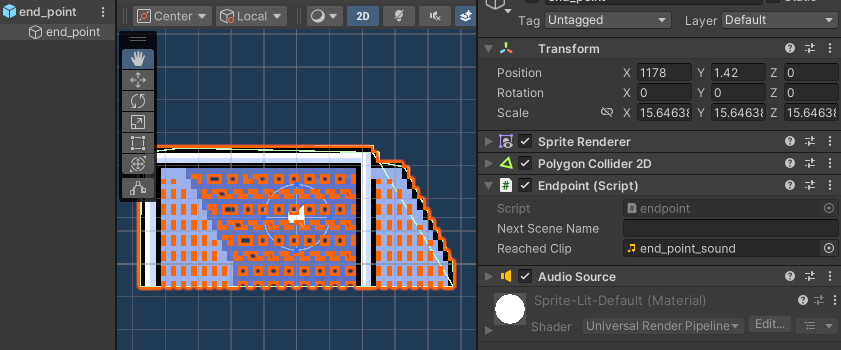 end_point
end_point
Center
Local
2D
end_point
Static
Tag Untagged Layer Default
Transform
Position X 1178 Y 1.42 Z 0
Rotation X 0 Y 0 Z 0
Scale X 15.64638 Y 15.64638 Z 15.64638
Sprite Renderer
Polygon Collider 2D
# Endpoint (Script)
Script endpoint
Next Scene Name
Reached Clip end_point_sound
Audio Source
Sprite-Lit-Default (Material)
Shader Universal Render Pipeline Edit...